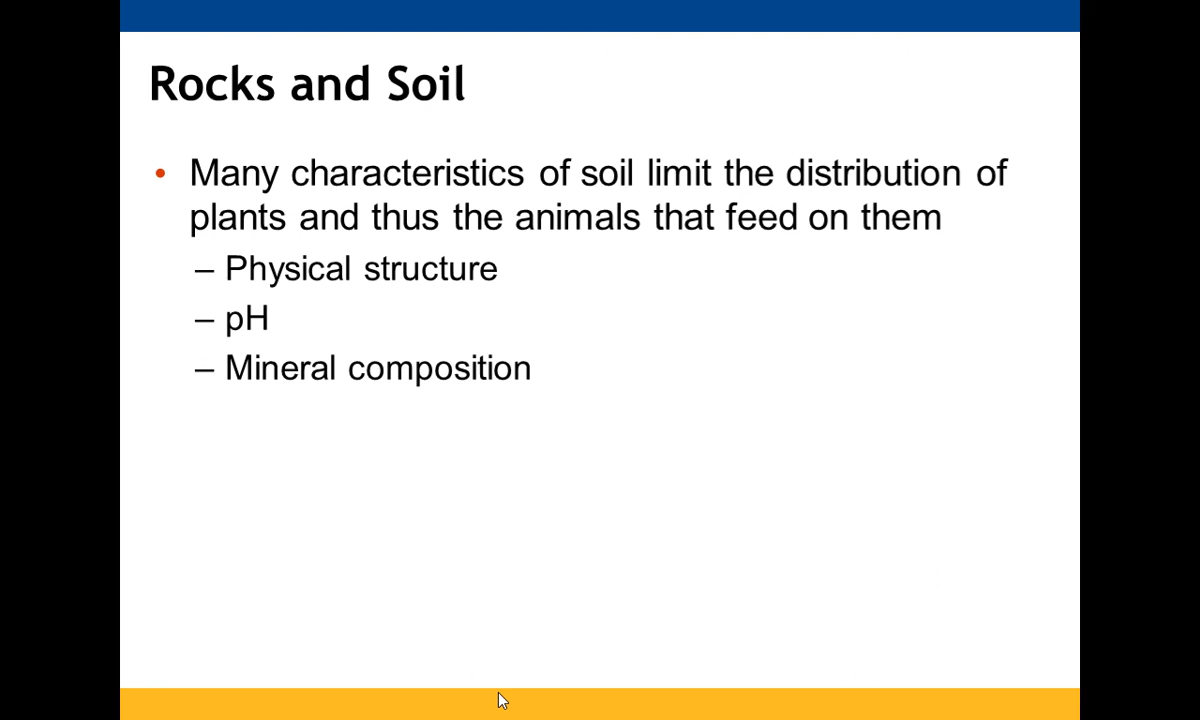 Rocks and Soil
• Many characteristics of soil limit the distribution of
plants and thus the animals that feed on them
– Physical structure
– pH
– Mineral composition